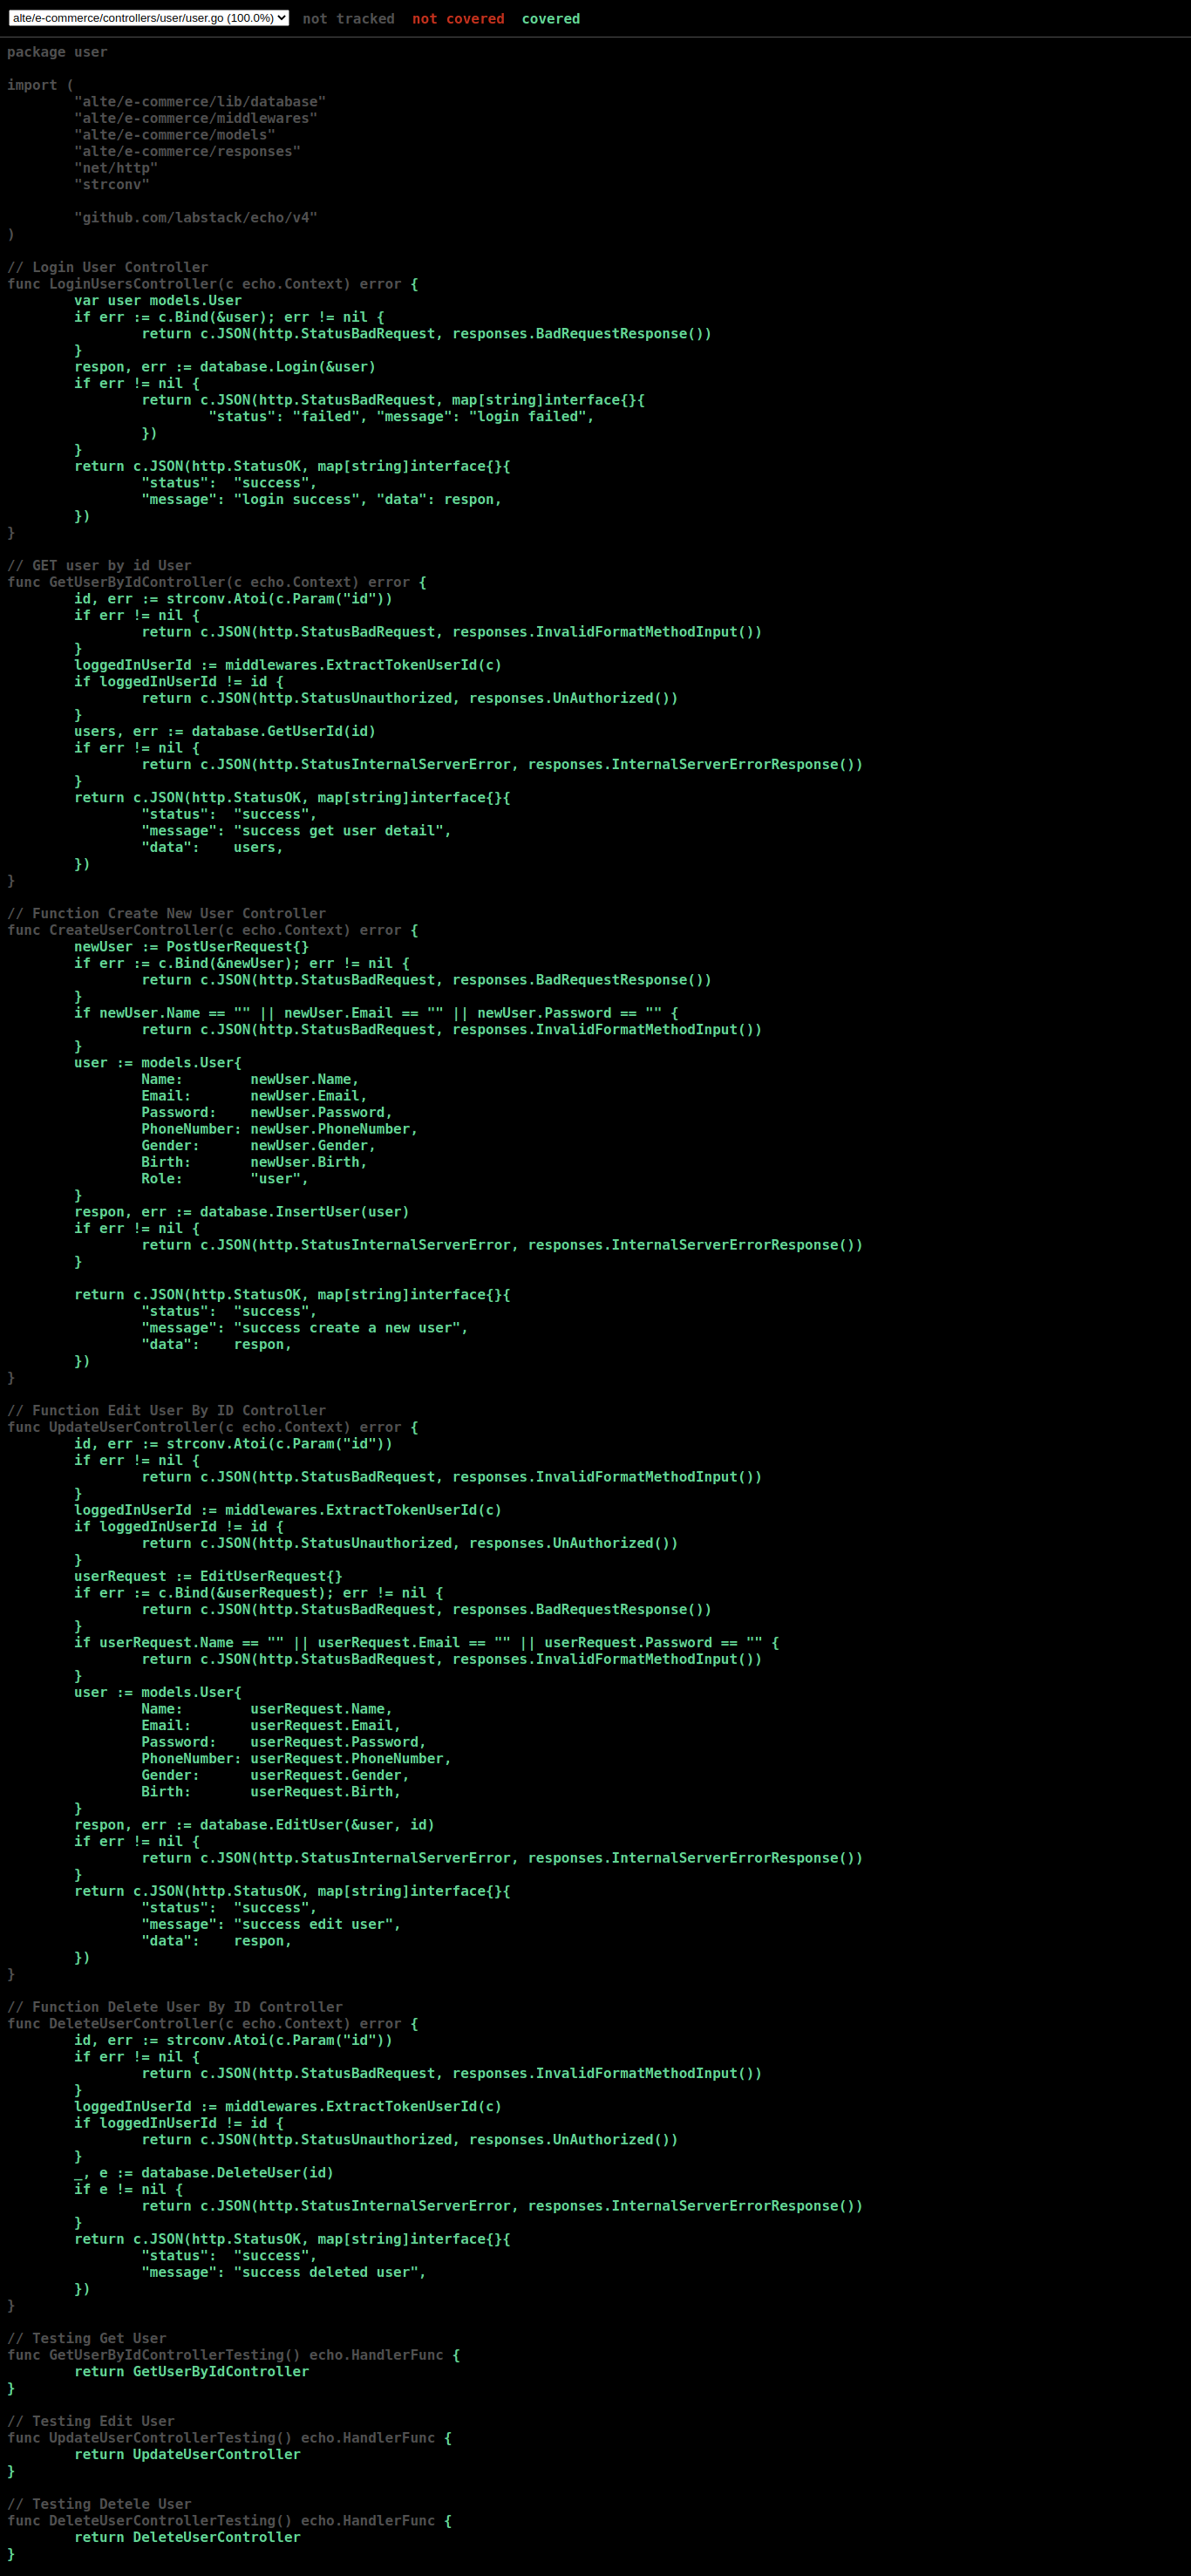 alte/e-commerce/controllers/user/user.go (100.0%) not tracked not covered covered
package user

import (
	"alte/e-commerce/lib/database"
	"alte/e-commerce/middlewares"
	"alte/e-commerce/models"
	"alte/e-commerce/responses"
	"net/http"
	"strconv"

	"github.com/labstack/echo/v4"
)

// Login User Controller
func LoginUsersController(c echo.Context) error {
	var user models.User
	if err := c.Bind(&user); err != nil {
		return c.JSON(http.StatusBadRequest, responses.BadRequestResponse())
	}
	respon, err := database.Login(&user)
	if err != nil {
		return c.JSON(http.StatusBadRequest, map[string]interface{}{
			"status": "failed", "message": "login failed",
		})
	}
	return c.JSON(http.StatusOK, map[string]interface{}{
		"status":  "success",
		"message": "login success", "data": respon,
	})
}

// GET user by id User
func GetUserByIdController(c echo.Context) error {
	id, err := strconv.Atoi(c.Param("id"))
	if err != nil {
		return c.JSON(http.StatusBadRequest, responses.InvalidFormatMethodInput())
	}
	loggedInUserId := middlewares.ExtractTokenUserId(c)
	if loggedInUserId != id {
		return c.JSON(http.StatusUnauthorized, responses.UnAuthorized())
	}
	users, err := database.GetUserId(id)
	if err != nil {
		return c.JSON(http.StatusInternalServerError, responses.InternalServerErrorResponse())
	}
	return c.JSON(http.StatusOK, map[string]interface{}{
		"status":  "success",
		"message": "success get user detail",
		"data":    users,
	})
}

// Function Create New User Controller
func CreateUserController(c echo.Context) error {
	newUser := PostUserRequest{}
	if err := c.Bind(&newUser); err != nil {
		return c.JSON(http.StatusBadRequest, responses.BadRequestResponse())
	}
	if newUser.Name == "" || newUser.Email == "" || newUser.Password == "" {
		return c.JSON(http.StatusBadRequest, responses.InvalidFormatMethodInput())
	}
	user := models.User{
		Name:        newUser.Name,
		Email:       newUser.Email,
		Password:    newUser.Password,
		PhoneNumber: newUser.PhoneNumber,
		Gender:      newUser.Gender,
		Birth:       newUser.Birth,
		Role:        "user",
	}
	respon, err := database.InsertUser(user)
	if err != nil {
		return c.JSON(http.StatusInternalServerError, responses.InternalServerErrorResponse())
	}

	return c.JSON(http.StatusOK, map[string]interface{}{
		"status":  "success",
		"message": "success create a new user",
		"data":    respon,
	})
}

// Function Edit User By ID Controller
func UpdateUserController(c echo.Context) error {
	id, err := strconv.Atoi(c.Param("id"))
	if err != nil {
		return c.JSON(http.StatusBadRequest, responses.InvalidFormatMethodInput())
	}
	loggedInUserId := middlewares.ExtractTokenUserId(c)
	if loggedInUserId != id {
		return c.JSON(http.StatusUnauthorized, responses.UnAuthorized())
	}
	userRequest := EditUserRequest{}
	if err := c.Bind(&userRequest); err != nil {
		return c.JSON(http.StatusBadRequest, responses.BadRequestResponse())
	}
	if userRequest.Name == "" || userRequest.Email == "" || userRequest.Password == "" {
		return c.JSON(http.StatusBadRequest, responses.InvalidFormatMethodInput())
	}
	user := models.User{
		Name:        userRequest.Name,
		Email:       userRequest.Email,
		Password:    userRequest.Password,
		PhoneNumber: userRequest.PhoneNumber,
		Gender:      userRequest.Gender,
		Birth:       userRequest.Birth,
	}
	respon, err := database.EditUser(&user, id)
	if err != nil {
		return c.JSON(http.StatusInternalServerError, responses.InternalServerErrorResponse())
	}
	return c.JSON(http.StatusOK, map[string]interface{}{
		"status":  "success",
		"message": "success edit user",
		"data":    respon,
	})
}

// Function Delete User By ID Controller
func DeleteUserController(c echo.Context) error {
	id, err := strconv.Atoi(c.Param("id"))
	if err != nil {
		return c.JSON(http.StatusBadRequest, responses.InvalidFormatMethodInput())
	}
	loggedInUserId := middlewares.ExtractTokenUserId(c)
	if loggedInUserId != id {
		return c.JSON(http.StatusUnauthorized, responses.UnAuthorized())
	}
	_, e := database.DeleteUser(id)
	if e != nil {
		return c.JSON(http.StatusInternalServerError, responses.InternalServerErrorResponse())
	}
	return c.JSON(http.StatusOK, map[string]interface{}{
		"status":  "success",
		"message": "success deleted user",
	})
}

// Testing Get User
func GetUserByIdControllerTesting() echo.HandlerFunc {
	return GetUserByIdController
}

// Testing Edit User
func UpdateUserControllerTesting() echo.HandlerFunc {
	return UpdateUserController
}

// Testing Detele User
func DeleteUserControllerTesting() echo.HandlerFunc {
	return DeleteUserController
}